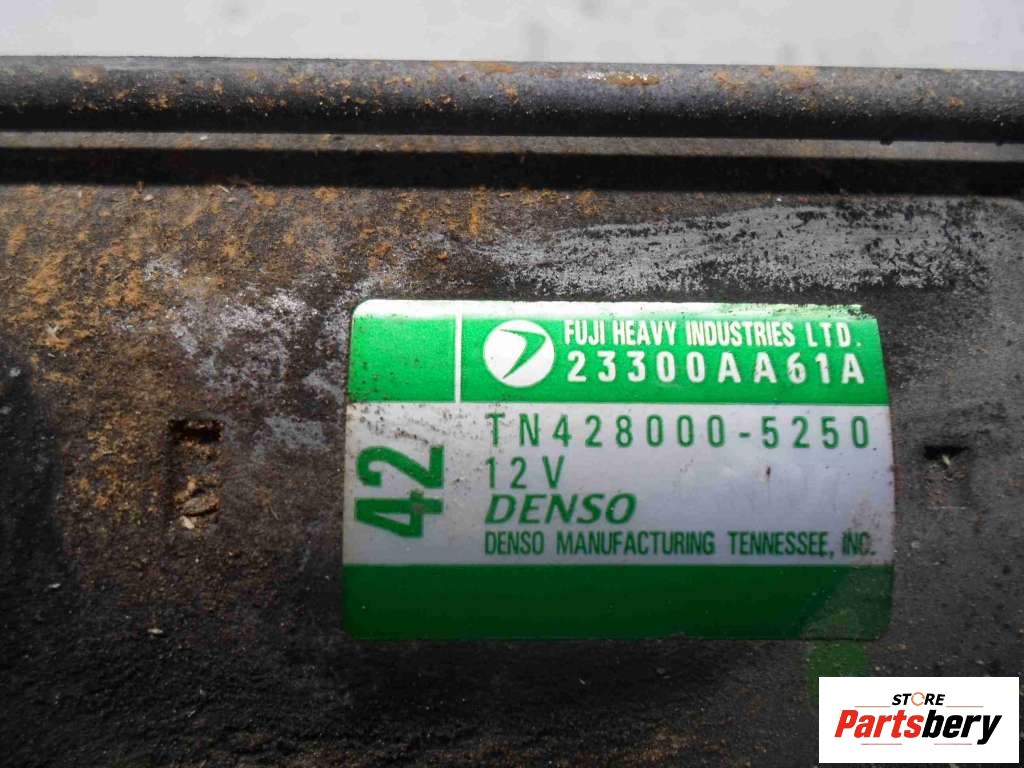 FUJI HEAVY INDUSTRIES LTD.
23300AA61A
42
TN428000-5250
12V
DENSO
DENSO MANUFACTURING TENNESSEE, INC.
STORE
Partsbery